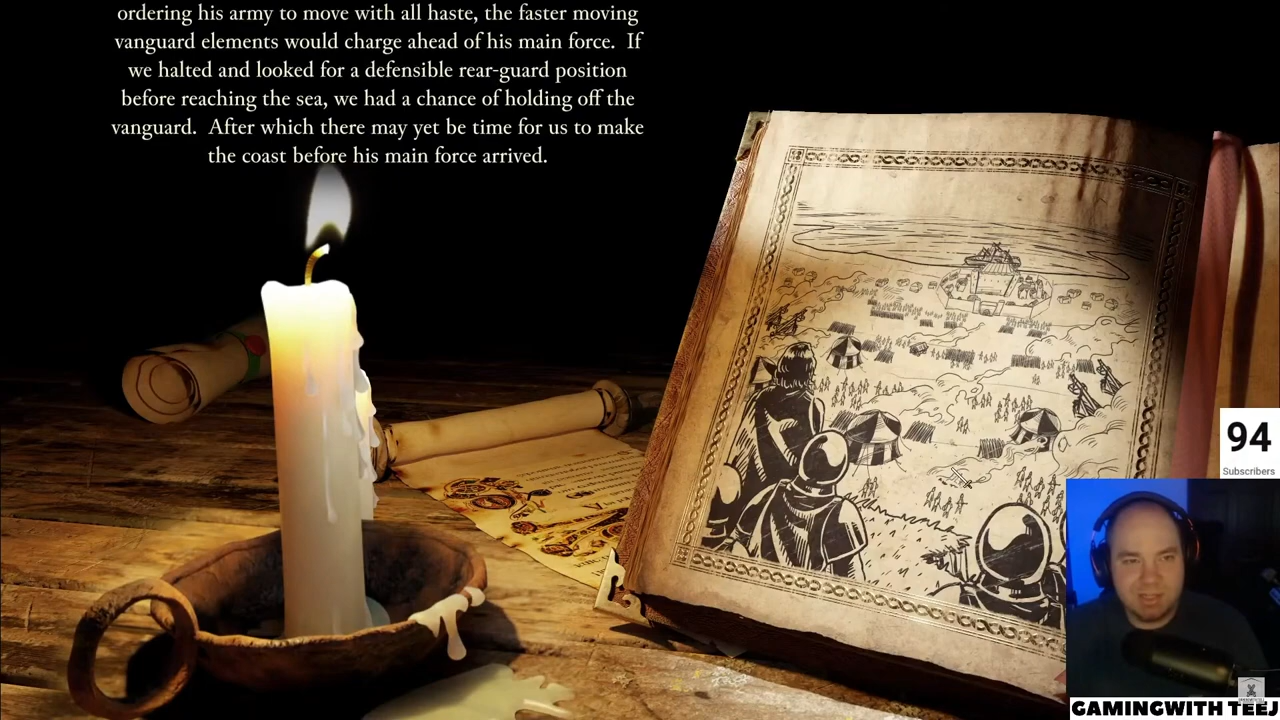 ordering his army to move with all haste, the faster moving
vanguard elements would charge ahead of his main force.  If
we halted and looked for a defensible rear-guard position
before reaching the sea, we had a chance of holding off the
vanguard.  After which there may yet be time for us to make
the coast before his main force arrived.
94
Subscribers
GAMINGWITH TEEJ